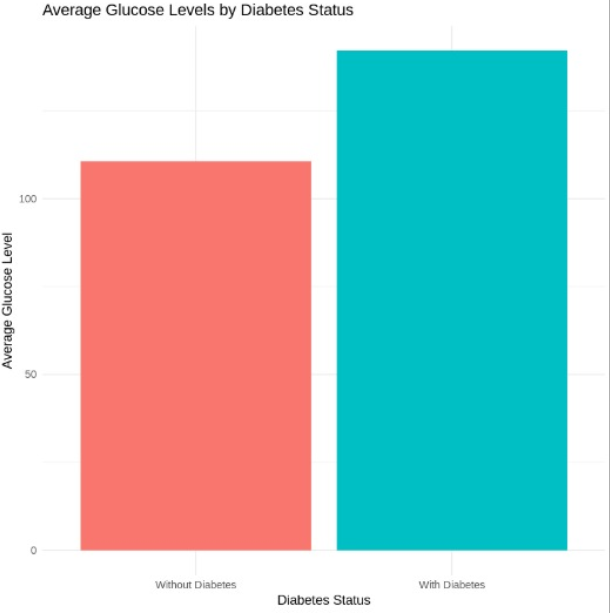 Average Glucose Levels by Diabetes Status
Average Glucose Level
100
50
0
Without Diabetes With Diabetes
Diabetes Status